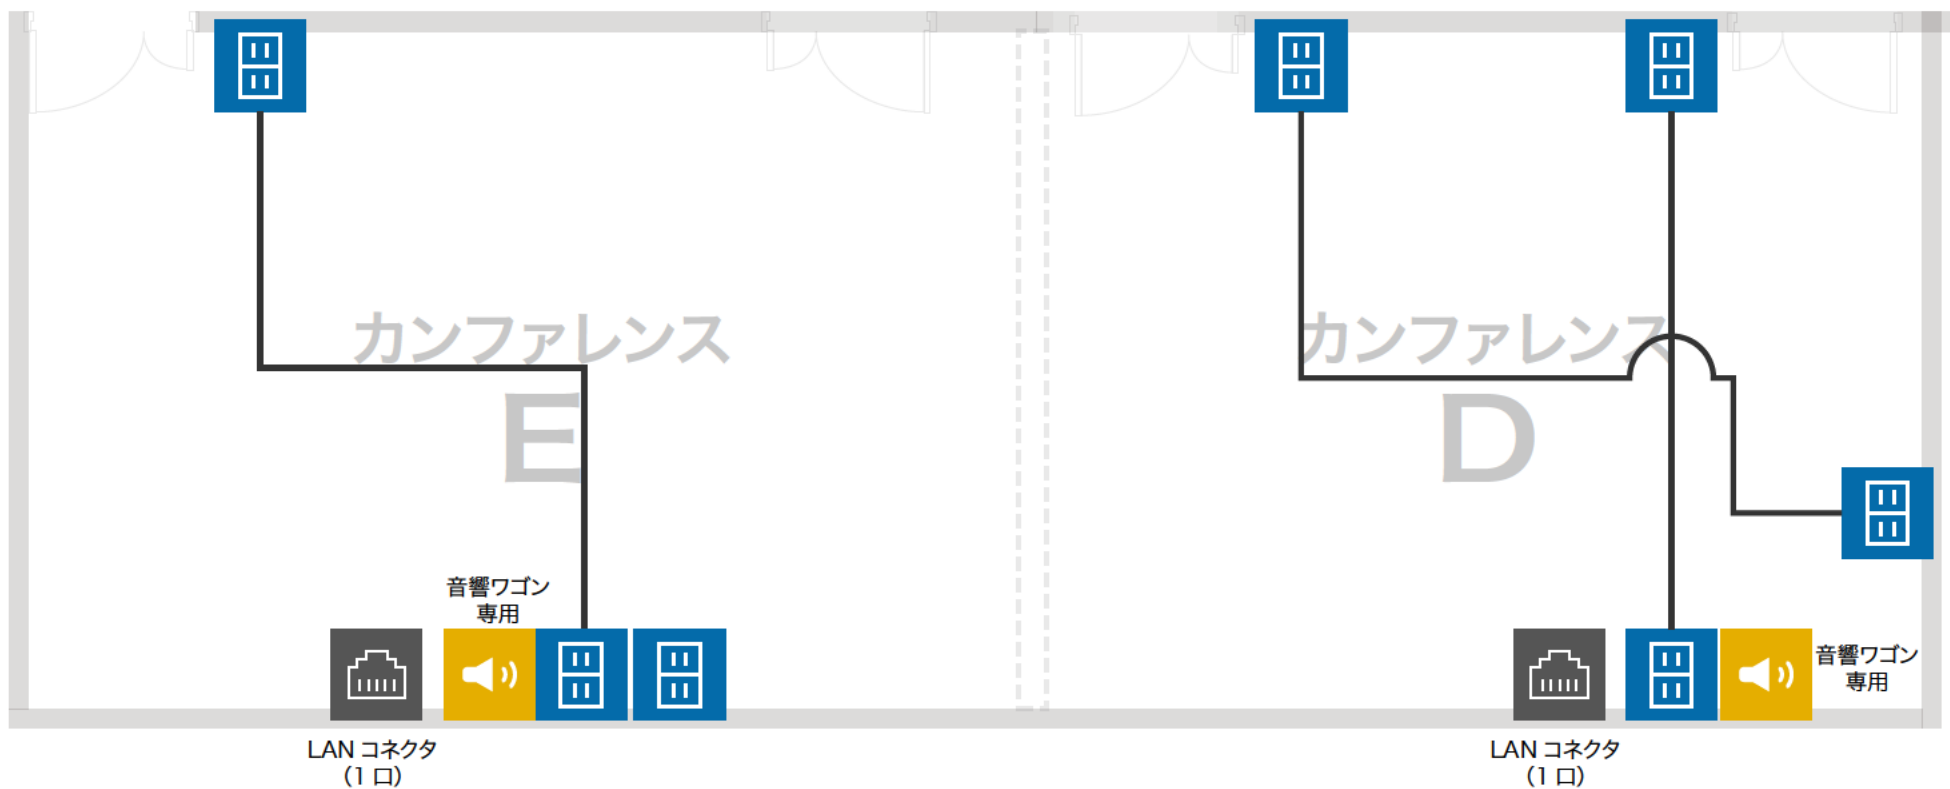 カンファレンス
E
カンファレンス
D
音響ワゴン
専用
音響ワゴン
専用
LAN コネクタ
（1 口）
LAN コネクタ
（1 口）